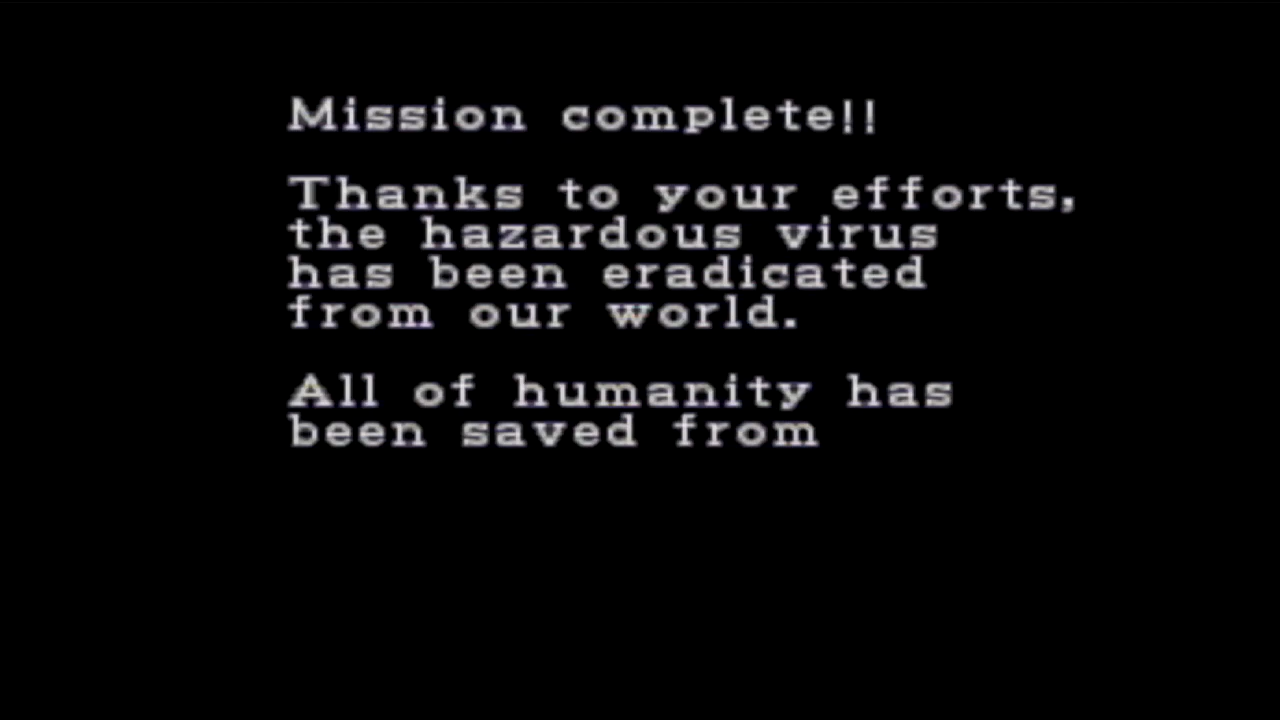 Mission complete!!
Thanks to your efforts,
the hazardous virus
has been eradicated
from our world.
All of humanity has
been saved from